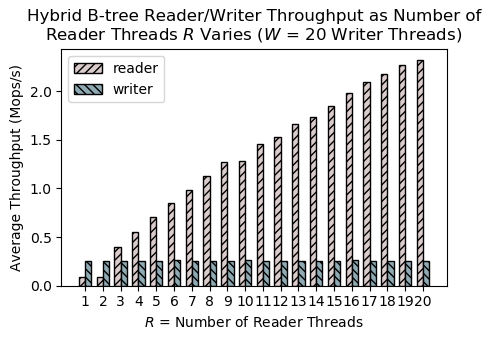 Hybrid B-tree Reader/Writer Throughput as Number of
Reader Threads R Varies (W = 20 Writer Threads)
reader
writer
Average Throughput (Mops/s)
2.0
1.5
1.0
0.5
0.0
1 2 3 4 5 6 7 8 9 10 11 12 13 14 15 16 17 18 19 20
R = Number of Reader Threads